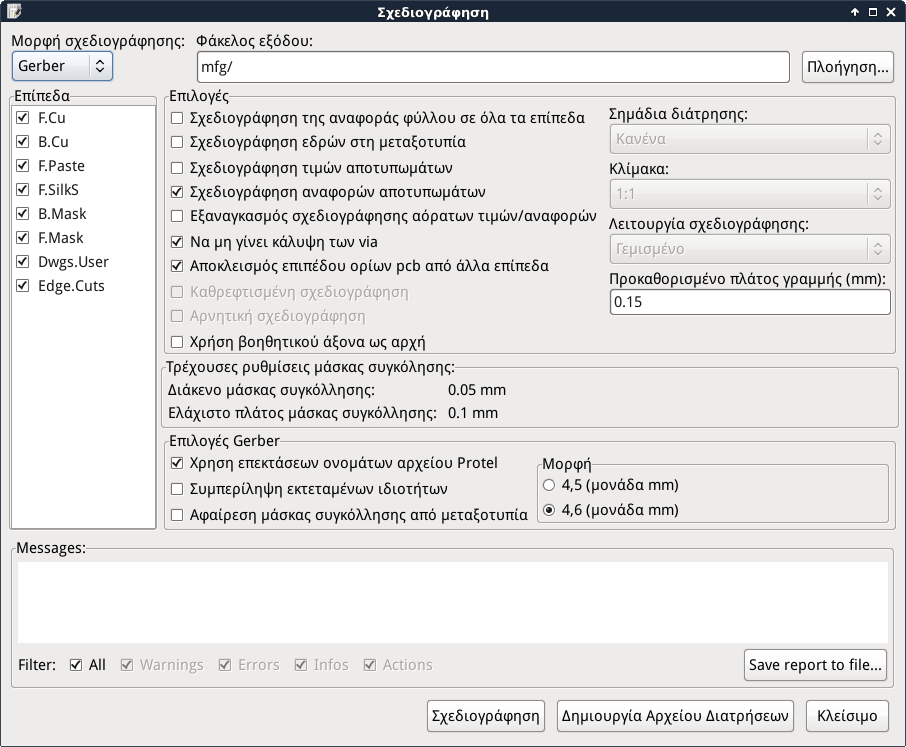 Σχεδιογράφηση
Μορφή σχεδιογράφησης: Φάκελος εξόδου:
Gerber mfg/ Πλοήγηση...
Επίπεδα
F.Cu
B.Cu
F.Paste
F.SilkS
B.Mask
F.Mask
Dwgs.User
Edge.Cuts
Επιλογές
Σχεδιογράφηση της αναφοράς φύλλου σε όλα τα επίπεδα
Σχεδιογράφηση εδρών στη μεταξοτυπία
Σχεδιογράφηση τιμών αποτυπωμάτων
Σχεδιογράφηση αναφορών αποτυπωμάτων
Εξαναγκασμός σχεδιογράφησης αόρατων τιμών/αναφορών
Να μη γίνει κάλυψη των via
Αποκλεισμός επιπέδου ορίων pcb από άλλα επίπεδα
Καθρεφτισμένη σχεδιογράφηση
Αρνητική σχεδιογράφηση
Χρήση βοηθητικού άξονα ως αρχή
Σημάδια διάτρησης:
Κανένα
Κλίμακα:
1:1
Λειτουργία σχεδιογράφησης:
Γεμισμένο
Προκαθορισμένο πλάτος γραμμής (mm):
0.15
Τρέχουσες ρυθμίσεις μάσκας συγκόλησης:
Διάκενο μάσκας συγκόλλησης: 0.05 mm
Ελάχιστο πλάτος μάσκας συγκόλλησης: 0.1 mm
Επιλογές Gerber
Χρηση επεκτάσεων ονομάτων αρχείου Protel
Συμπερίληψη εκτεταμένων ιδιοτήτων
Αφαίρεση μάσκας συγκόλλησης από μεταξοτυπία
Μορφή
4,5 (μονάδα mm)
4,6 (μονάδα mm)
Messages:
Filter: All Warnings Errors Infos Actions Save report to file...
Σχεδιογράφηση Δημιουργία Αρχείου Διατρήσεων Κλείσιμο